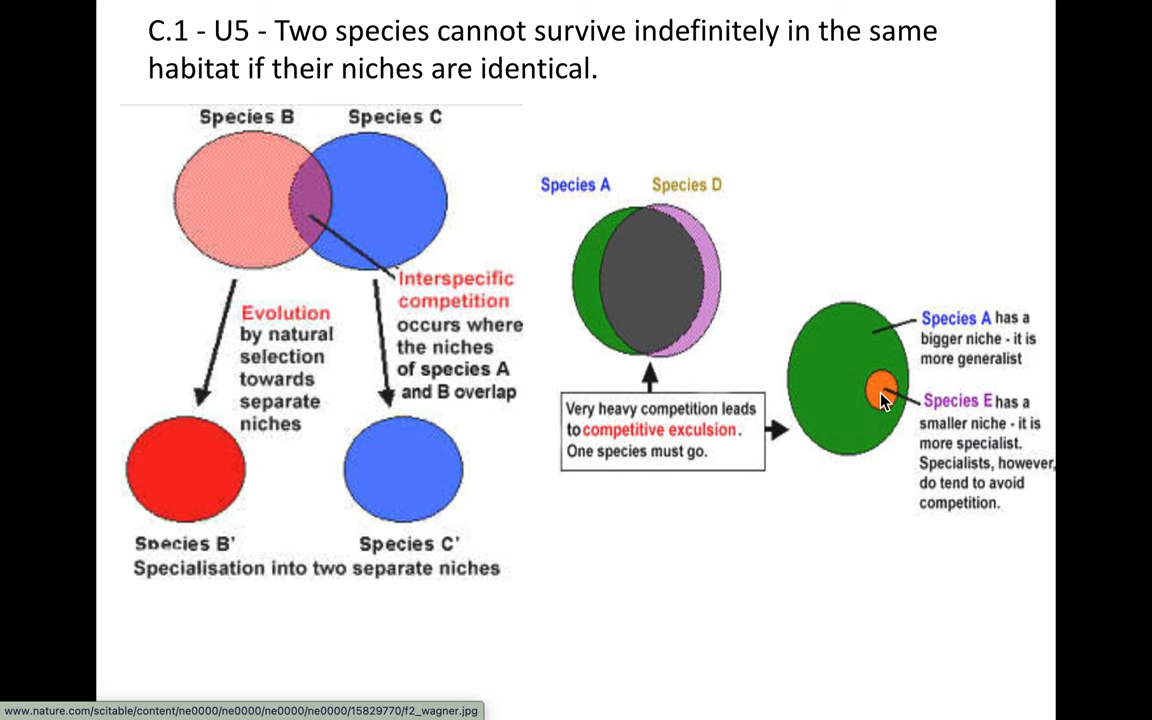 C.1 - U5 - Two species cannot survive indefinitely in the same
habitat if their niches are identical.
Species B
Species C
Interspecific
competition
occurs where
the niches
of species A
and B overlap
Evolution
by natural
selection
towards
separate
niches
Species B'
Species C'
Specialisation into two separate niches
Species A
Species D
Very heavy competition leads
to competitive exculsion.
One species must go.
Species A has a
bigger niche - it is
more generalist
Species E has a
smaller niche - it is
more specialist.
Specialists, however,
do tend to avoid
competition.
www.nature.com/scitable/content/ne0000/ne0000/ne0000/ne0000/15829770/f2_wagner.jpg